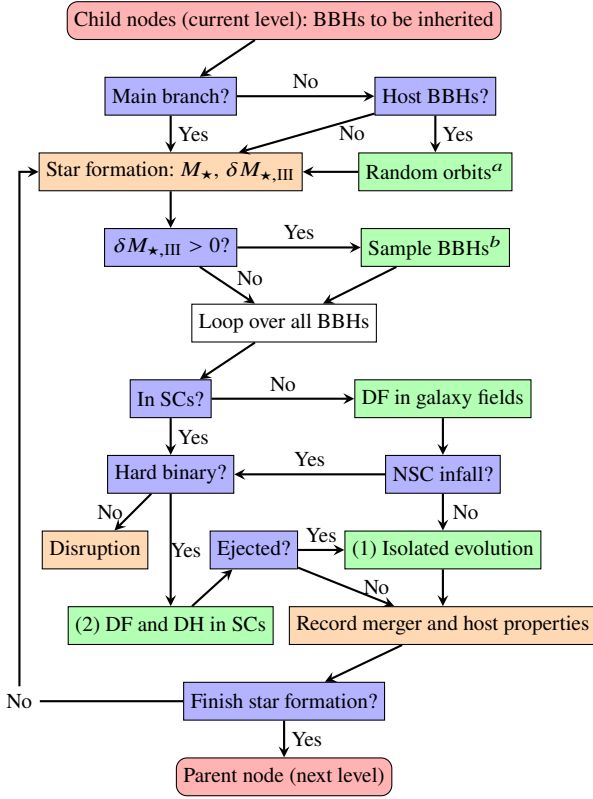 Child nodes (current level): BBHs to be inherited
Main branch?
No
Host BBHs?
Yes
No
Yes
Star formation: M⋆, δM⋆,III
Random orbits^a
δM⋆,III > 0?
Yes
Sample BBHs^b
No
Loop over all BBHs
In SCs?
No
DF in galaxy fields
Yes
Hard binary?
Yes
NSC infall?
No
Disruption
Yes
Ejected?
Yes
No
(1) Isolated evolution
(2) DF and DH in SCs
No
Record merger and host properties
No
Finish star formation?
Yes
Parent node (next level)